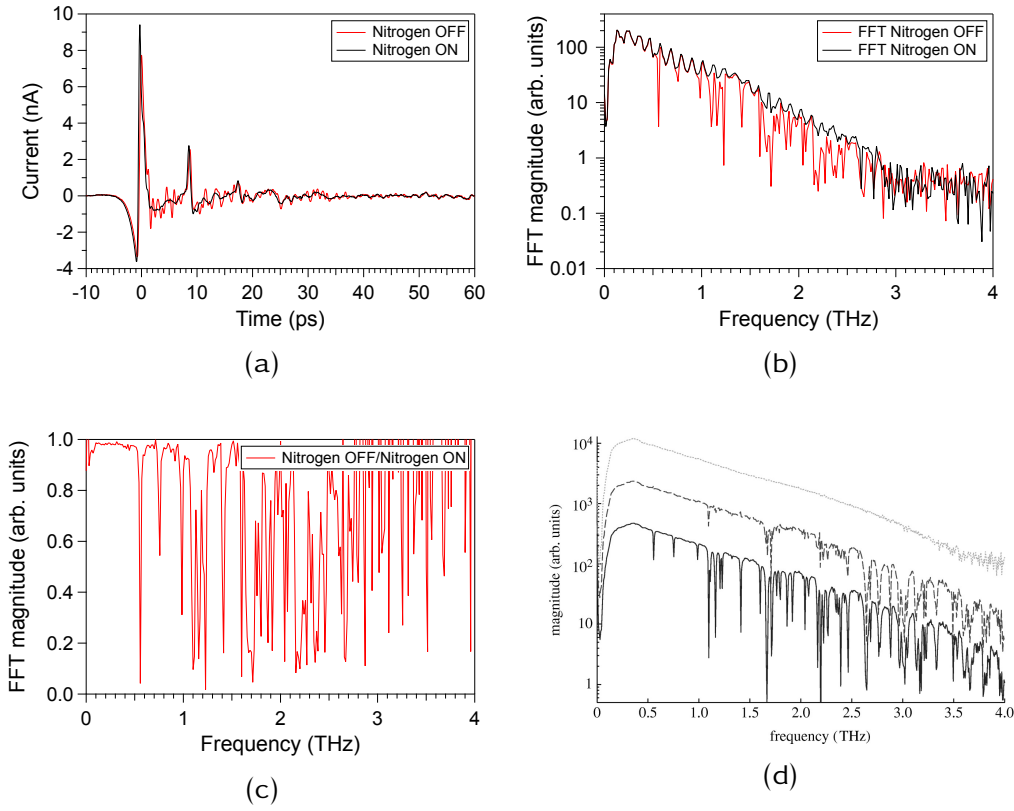 10
8
6
4
2
0
-2
-4
Current (nA)
-10 0 10 20 30 40 50 60
Time (ps)
Nitrogen OFF
Nitrogen ON
(a)
100
10
1
0.1
0.01
FFT magnitude (arb. units)
0 1 2 3 4
Frequency (THz)
FFT Nitrogen OFF
FFT Nitrogen ON
(b)
1.0
0.8
0.6
0.4
0.2
0.0
FFT magnitude (arb. units)
0 1 2 3 4
Frequency (THz)
Nitrogen OFF/Nitrogen ON
(c)
10⁴
10³
10²
10
1
magnitude (arb. units)
0 0.5 1.0 1.5 2.0 2.5 3.0 3.5 4.0
frequency (THz)
(d)